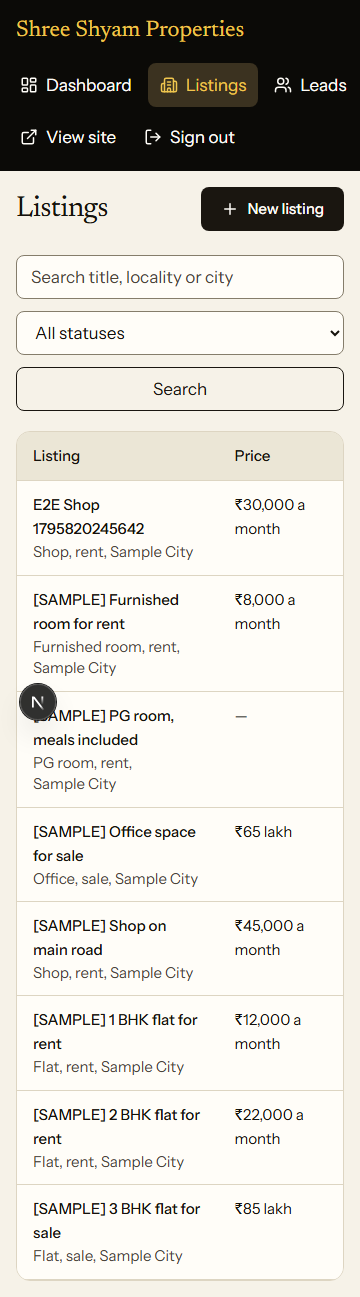 Shree Shyam Properties
Dashboard
Listings
Leads
View site
Sign out
Listings
+ New listing
Search title, locality or city
All statuses
Search
Listing
Price
E2E Shop
1795820245642
Shop, rent, Sample City
₹30,000 a
month
[SAMPLE] Furnished
room for rent
Furnished room, rent,
Sample City
₹8,000 a
month
N
[SAMPLE] PG room,
meals included
PG room, rent,
Sample City
—
[SAMPLE] Office space
for sale
Office, sale, Sample City
₹65 lakh
[SAMPLE] Shop on
main road
Shop, rent, Sample City
₹45,000 a
month
[SAMPLE] 1 BHK flat for
rent
Flat, rent, Sample City
₹12,000 a
month
[SAMPLE] 2 BHK flat for
rent
Flat, rent, Sample City
₹22,000 a
month
[SAMPLE] 3 BHK flat for
sale
Flat, sale, Sample City
₹85 lakh